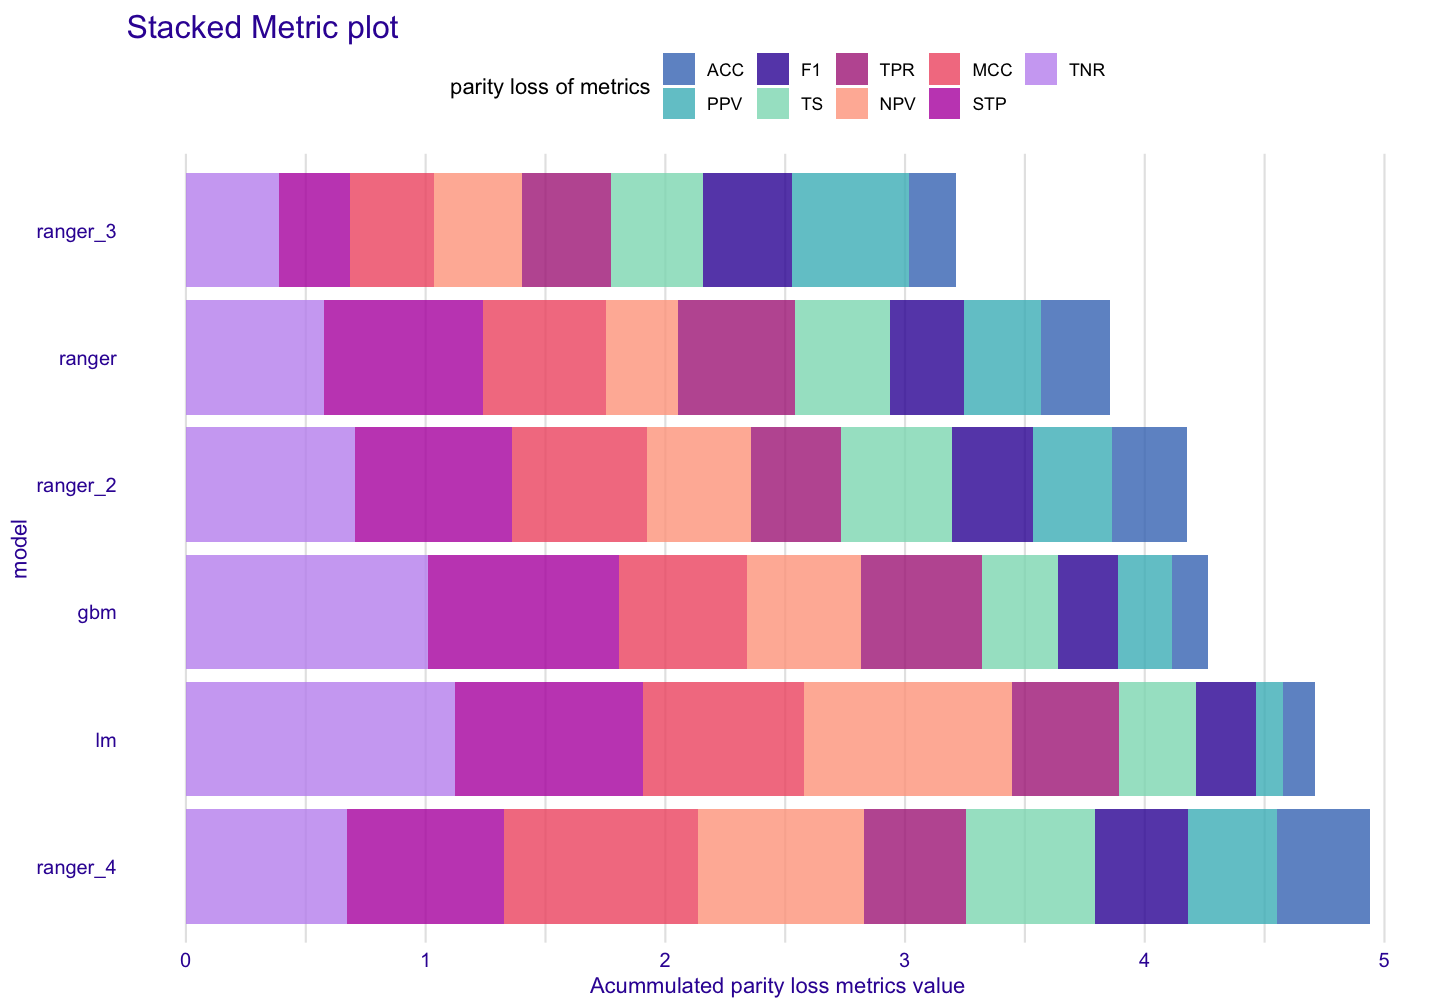 Stacked Metric plot
parity loss of metrics
ACC F1 TPR MCC TNR
PPV TS NPV STP
ranger_3
ranger
ranger_2
gbm
lm
ranger_4
model
0 1 2 3 4 5
Acummulated parity loss metrics value